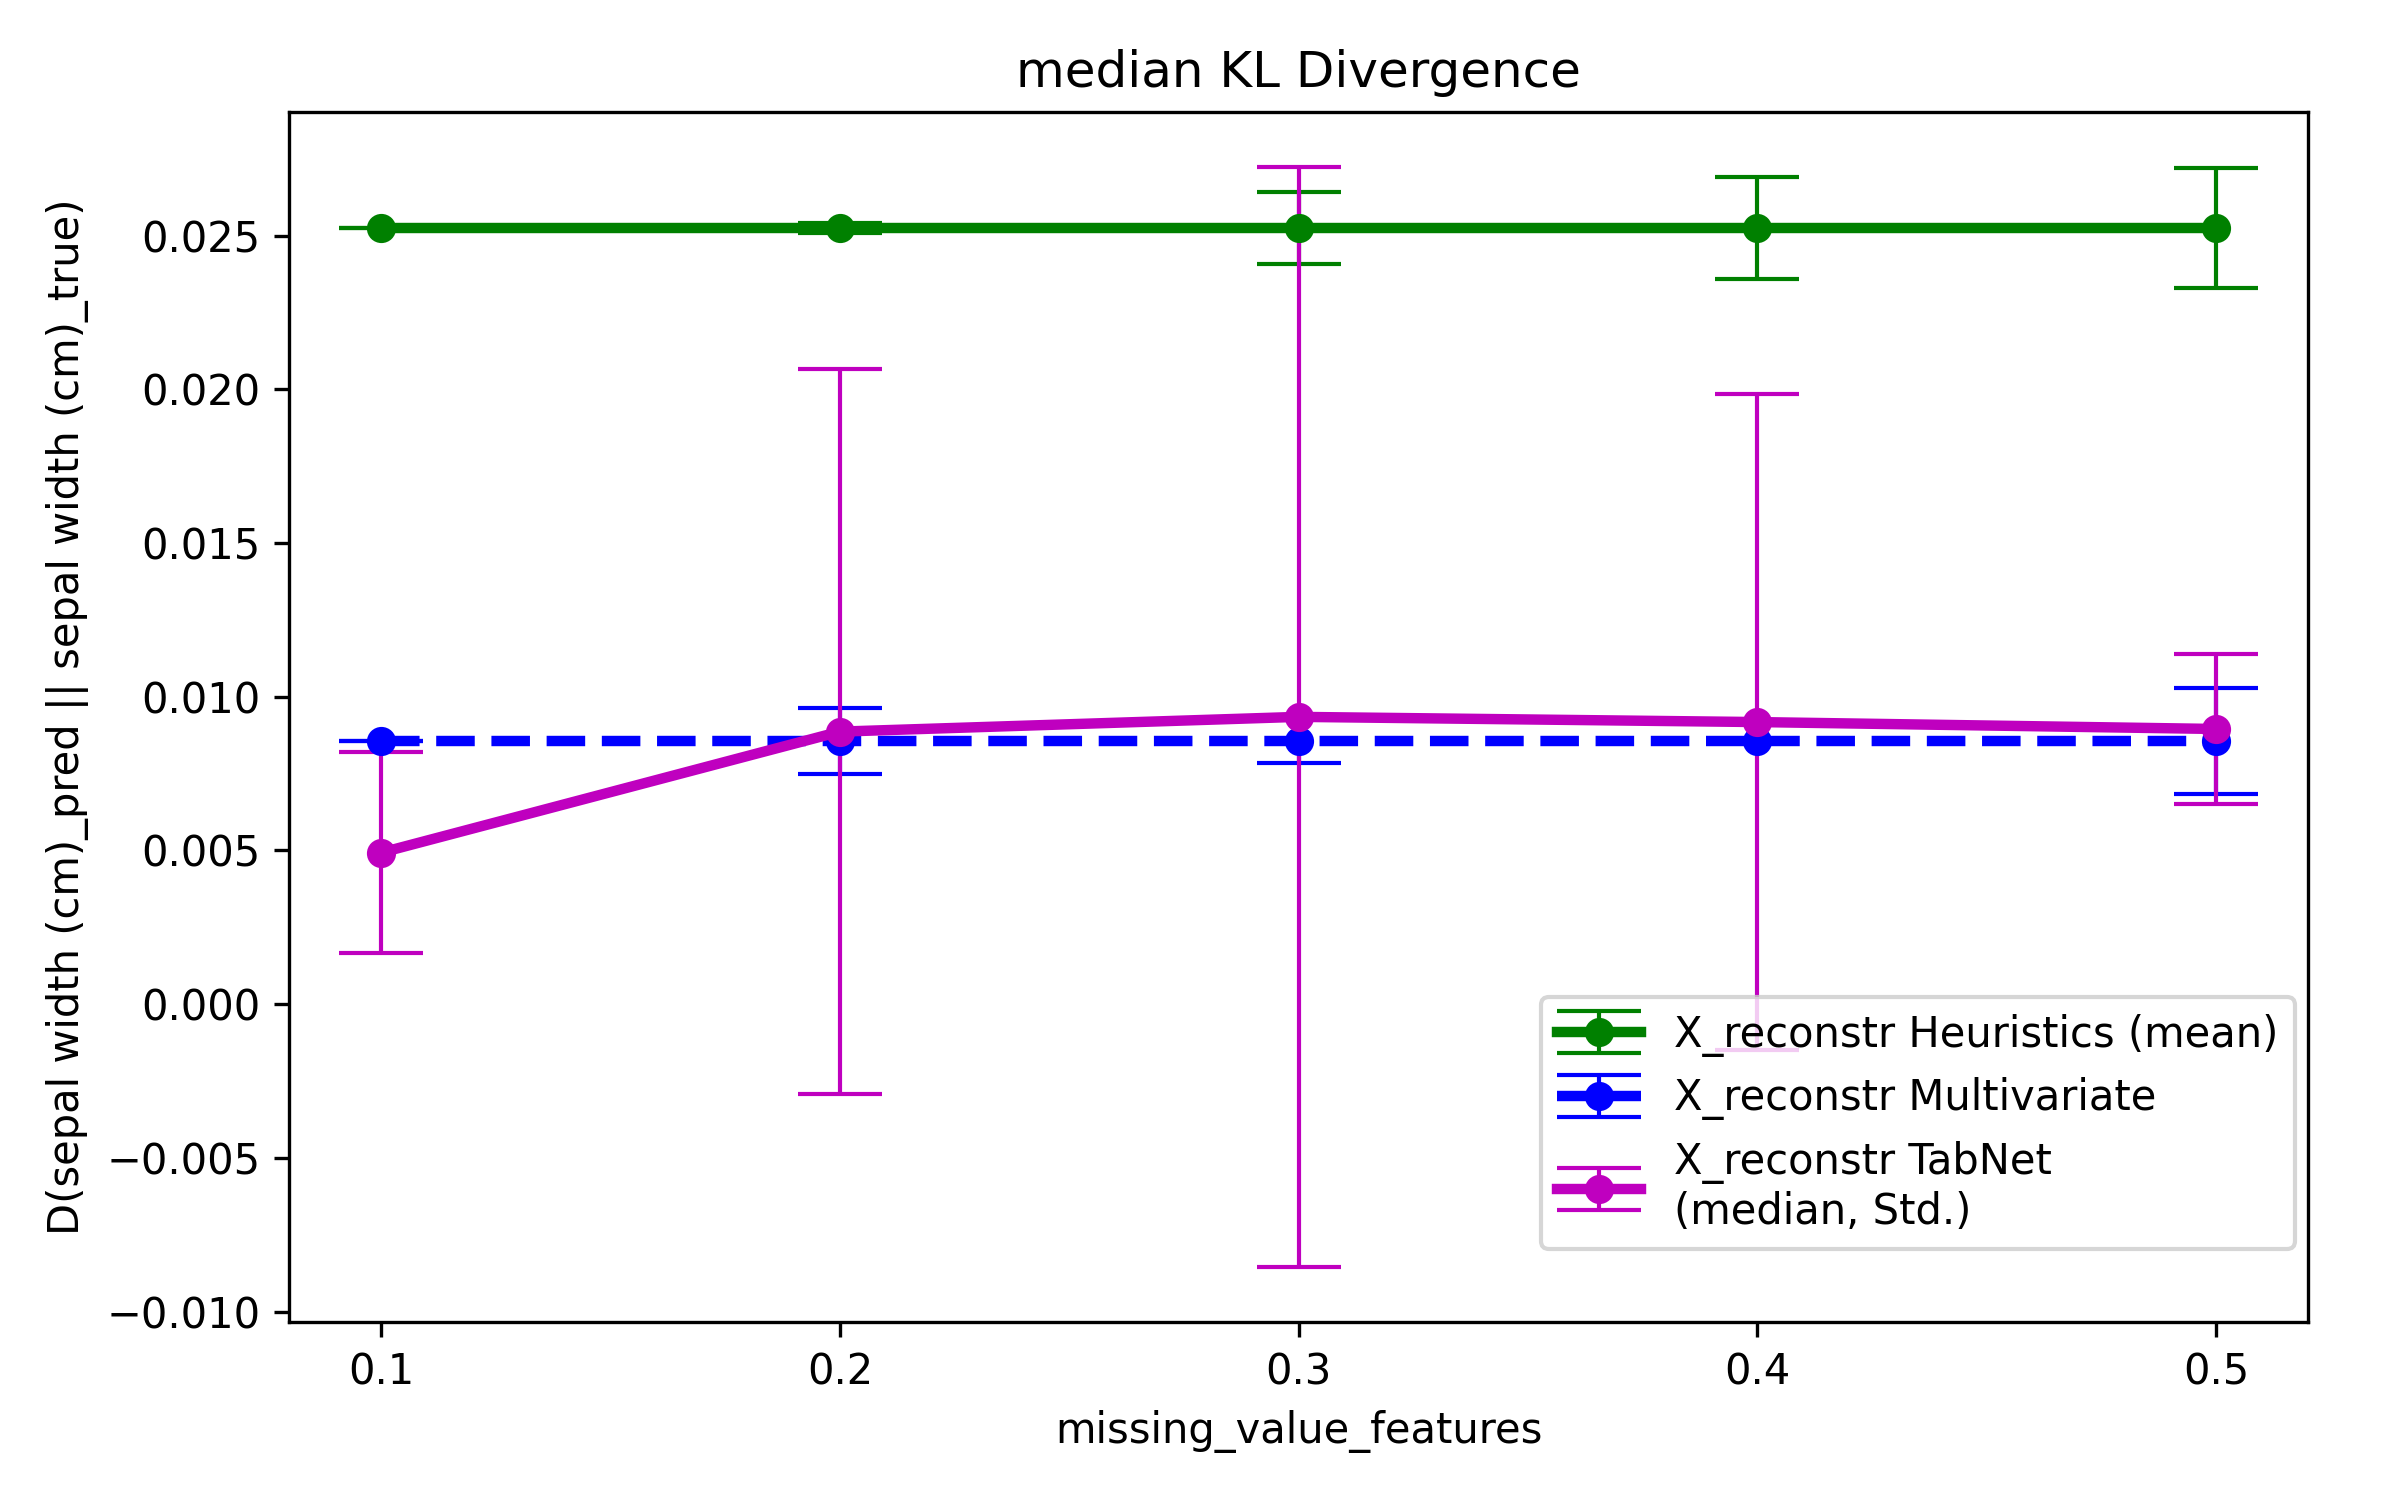 median KL Divergence
D(sepal width (cm)_pred || sepal width (cm)_true)
0.025
0.020
0.015
0.010
0.005
0.000
−0.005
−0.010
0.1 0.2 0.3 0.4 0.5
missing_value_features
X_reconstr Heuristics (mean)
X_reconstr Multivariate
X_reconstr TabNet
(median, Std.)